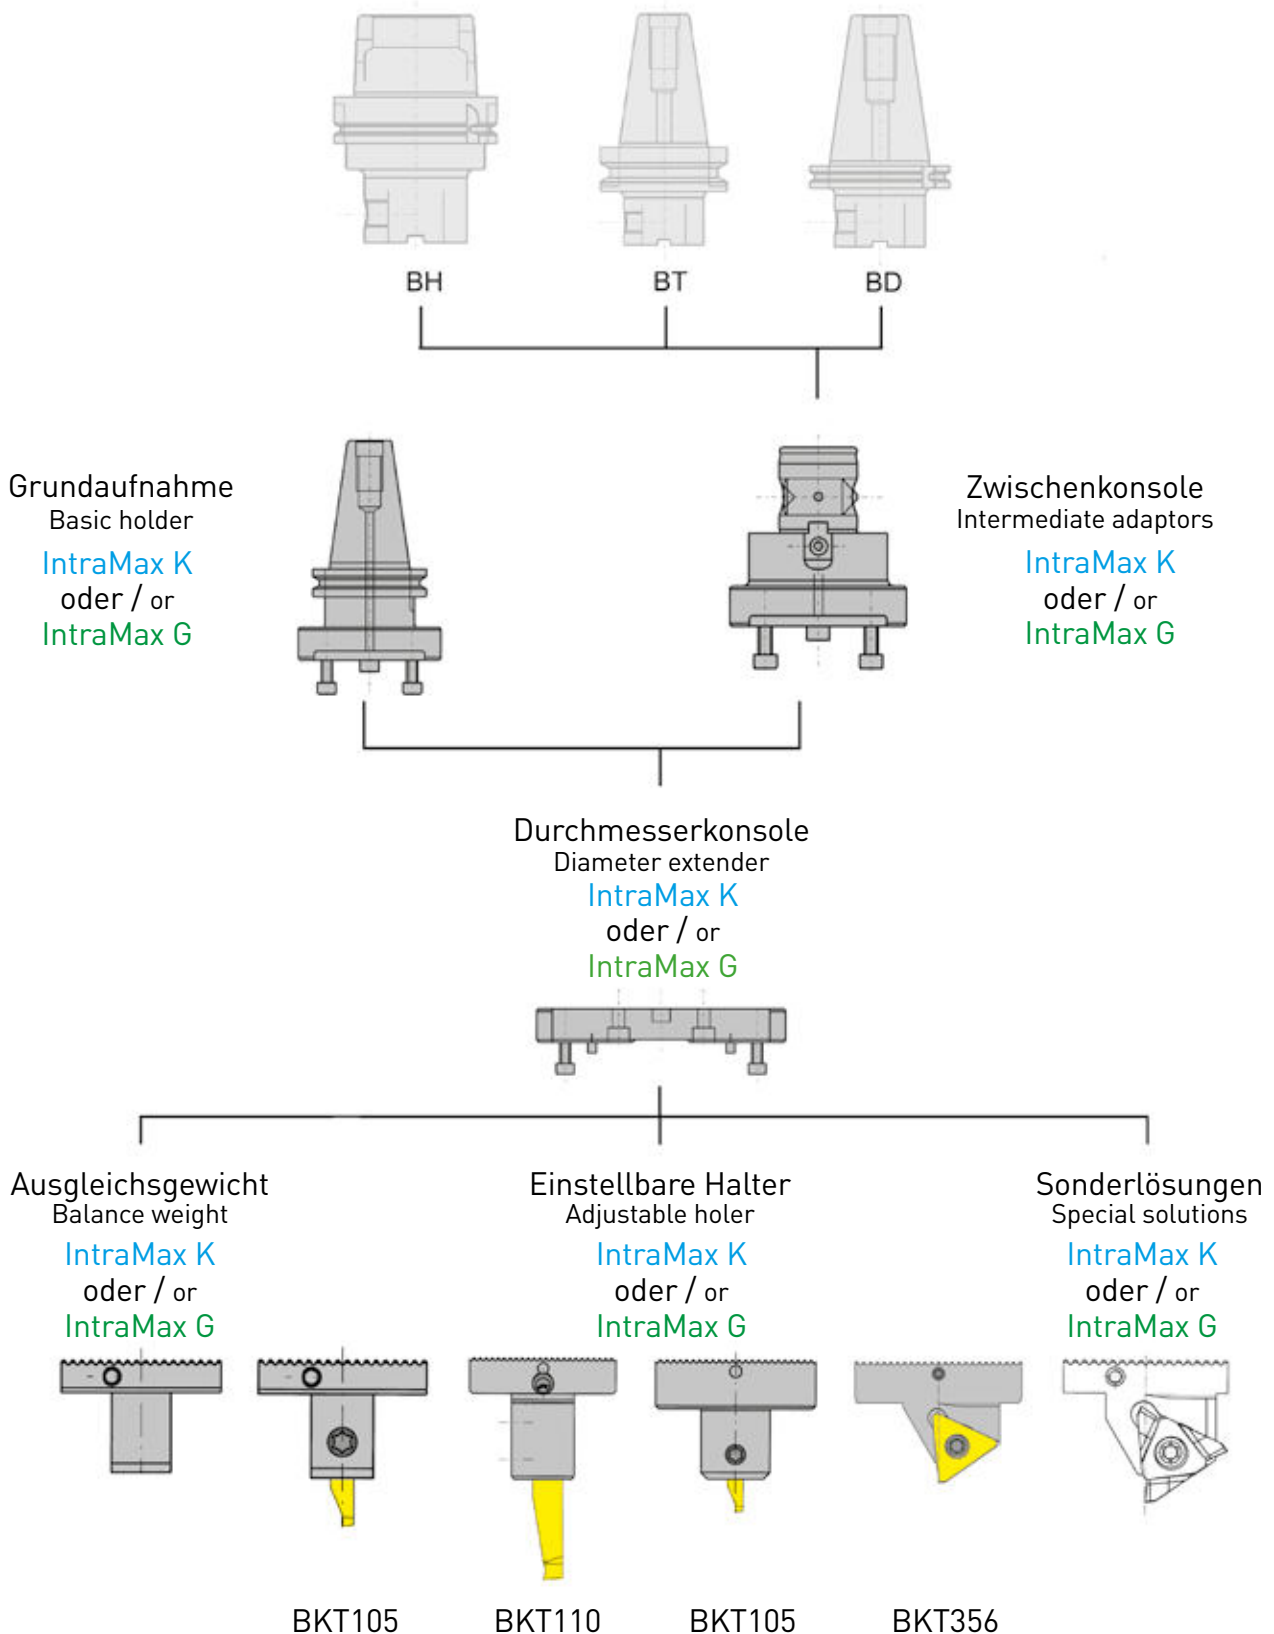 BH
BT
BD
Grundaufnahme
Basic holder
IntraMax K
oder / or
IntraMax G
Zwischenkonsole
Intermediate adaptors
IntraMax K
oder / or
IntraMax G
Durchmesserkonsole
Diameter extender
IntraMax K
oder / or
IntraMax G
Ausgleichsgewicht
Balance weight
IntraMax K
oder / or
IntraMax G
Einstellbare Halter
Adjustable holer
IntraMax K
oder / or
IntraMax G
Sonderlösungen
Special solutions
IntraMax K
oder / or
IntraMax G
BKT105
BKT110
BKT105
BKT356